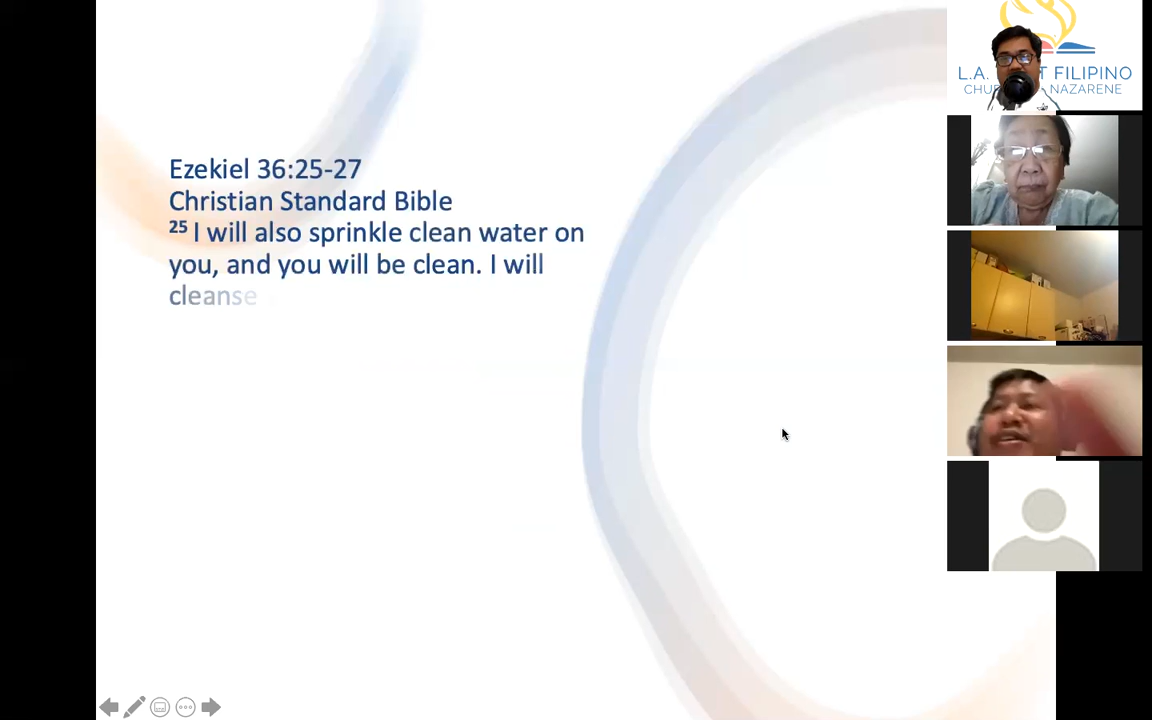 Ezekiel 36:25-27
Christian Standard Bible
25 I will also sprinkle clean water on
you, and you will be clean. I will
cleanse
L.A. FILIPINO
NAZARENE